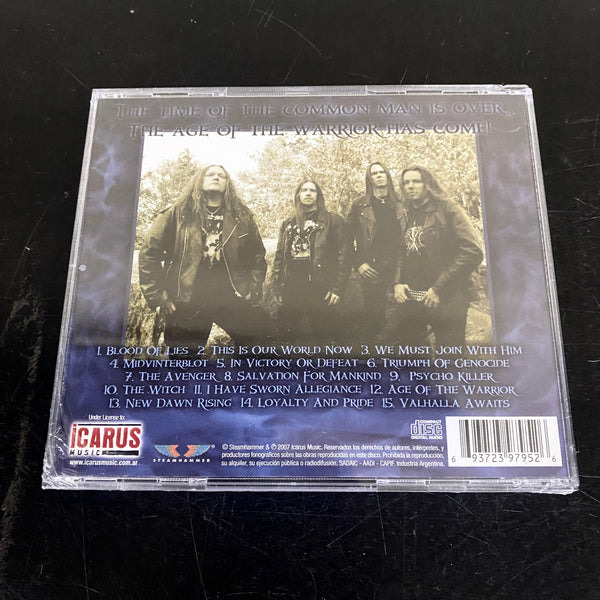 THE TIME OF THE COMMON MAN IS OVER...
THE AGE OF THE WARRIOR HAS COME!
1. BLOOD OF LIES 2. THIS IS OUR WORLD NOW 3. WE MUST JOIN WITH HIM
4. MIDVINTERBLOT 5. IN VICTORY OR DEFEAT 6. TRIUMPH OF GENOCIDE
7. THE AVENGER 8. SALVATION FOR MANKIND 9. PSYCHO KILLER
10. THE WITCH 11. I HAVE SWORN ALLEGIANCE 12. AGE OF THE WARRIOR
13. NEW DAWN RISING 14. LOYALTY AND PRIDE 15. VALHALLA AWAITS
Under License to:
iCARUS
MUSIC
www.icarusmusic.com.ar
STEAMHAMMER
© Steamhammer & ℗ 2007 Icarus Music. Reservados los derechos de autores, intérpretes, y
productores fonográficos sobre las obras reproducidas en este disco. Prohibida la reproduccion,
su alquiler, su ejecución pública o radiodifusión. SADAIC - AADI - CAPIF. Industria Argentina.
COMPACT
disc
DIGITAL AUDIO
6 93723 97952 6